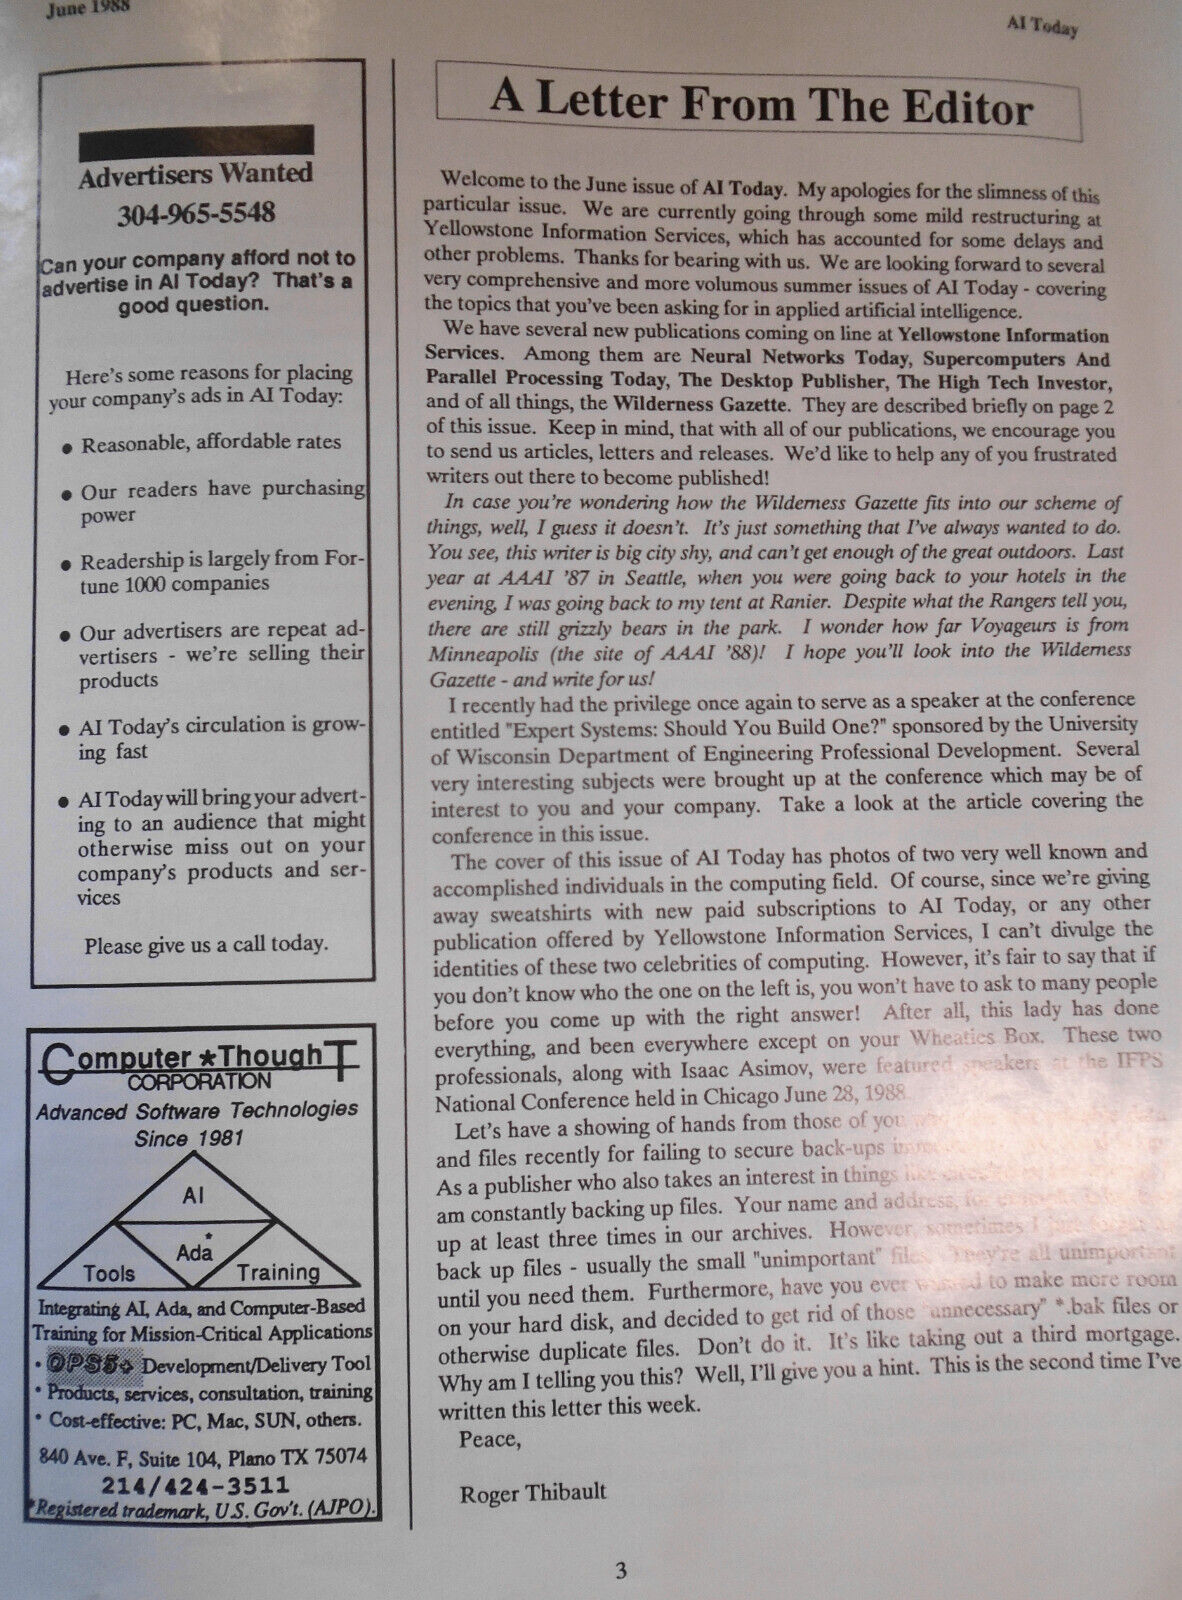 June 1988
AI Today
Advertisers Wanted
304-965-5548
Can your company afford not to
advertise in AI Today? That's a
good question.
Here's some reasons for placing
your company's ads in AI Today:
● Reasonable, affordable rates
● Our readers have purchasing
power
● Readership is largely from For-
tune 1000 companies
● Our advertisers are repeat ad-
vertisers - we're selling their
products
● AI Today's circulation is grow-
ing fast
● AI Today will bring your advert-
ing to an audience that might
otherwise miss out on your
company's products and ser-
vices
Please give us a call today.
Computer ★ ThoughT
CORPORATION
Advanced Software Technologies
Since 1981
AI
Ada*
Tools
Training
Integrating AI, Ada, and Computer-Based
Training for Mission-Critical Applications
• OPS5+ Development/Delivery Tool
• Products, services, consultation, training
• Cost-effective: PC, Mac, SUN, others.
840 Ave. F, Suite 104, Plano TX 75074
214/424-3511
*Registered trademark, U.S. Gov't. (AJPO).
A Letter From The Editor
Welcome to the June issue of AI Today. My apologies for the slimness of this
particular issue. We are currently going through some mild restructuring at
Yellowstone Information Services, which has accounted for some delays and
other problems. Thanks for bearing with us. We are looking forward to several
very comprehensive and more volumous summer issues of AI Today - covering
the topics that you've been asking for in applied artificial intelligence.
We have several new publications coming on line at Yellowstone Information
Services. Among them are Neural Networks Today, Supercomputers And
Parallel Processing Today, The Desktop Publisher, The High Tech Investor,
and of all things, the Wilderness Gazette. They are described briefly on page 2
of this issue. Keep in mind, that with all of our publications, we encourage you
to send us articles, letters and releases. We'd like to help any of you frustrated
writers out there to become published!
In case you're wondering how the Wilderness Gazette fits into our scheme of
things, well, I guess it doesn't. It's just something that I've always wanted to do.
You see, this writer is big city shy, and can't get enough of the great outdoors. Last
year at AAAI '87 in Seattle, when you were going back to your hotels in the
evening, I was going back to my tent at Ranier. Despite what the Rangers tell you,
there are still grizzly bears in the park. I wonder how far Voyageurs is from
Minneapolis (the site of AAAI '88)! I hope you'll look into the Wilderness
Gazette - and write for us!
I recently had the privilege once again to serve as a speaker at the conference
entitled "Expert Systems: Should You Build One?" sponsored by the University
of Wisconsin Department of Engineering Professional Development. Several
very interesting subjects were brought up at the conference which may be of
interest to you and your company. Take a look at the article covering the
conference in this issue.
The cover of this issue of AI Today has photos of two very well known and
accomplished individuals in the computing field. Of course, since we're giving
away sweatshirts with new paid subscriptions to AI Today, or any other
publication offered by Yellowstone Information Services, I can't divulge the
identities of these two celebrities of computing. However, it's fair to say that if
you don't know who the one on the left is, you won't have to ask to many people
before you come up with the right answer! After all, this lady has done
everything, and been everywhere except on your Wheaties Box. These two
professionals, along with Isaac Asimov, were featured speakers at the IFPS
National Conference held in Chicago June 28, 1988.
Let's have a showing of hands from those of you
and files recently for failing to secure back-ups
As a publisher who also takes an interest in things
am constantly backing up files. Your name and address,
up at least three times in our archives. However, sometimes I
back up files - usually the small "unimportant" files. They're all unimportant
until you need them. Furthermore, have you ever wanted to make more room
on your hard disk, and decided to get rid of those "unnecessary" *.bak files or
otherwise duplicate files. Don't do it. It's like taking out a third mortgage.
Why am I telling you this? Well, I'll give you a hint. This is the second time I've
written this letter this week.
Peace,
Roger Thibault
3